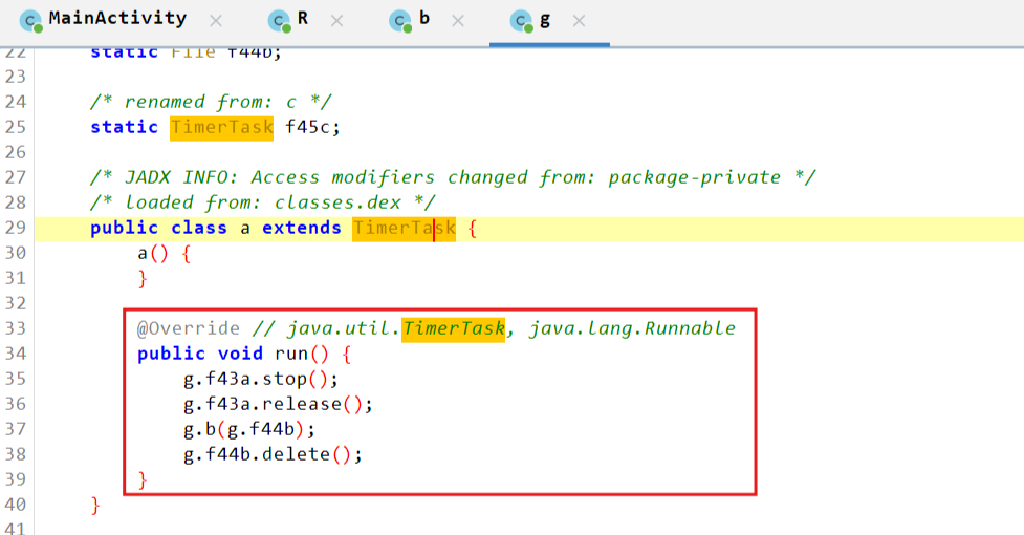 MainActivity × R × b × g ×
22 static File f44b;
23
24 /* renamed from: c */
25 static TimerTask f45c;
26
27 /* JADX INFO: Access modifiers changed from: package-private */
28 /* loaded from: classes.dex */
29 public class a extends TimerTask {
30 a() {
31 }
32
33 @Override // java.util.TimerTask, java.lang.Runnable
34 public void run() {
35 g.f43a.stop();
36 g.f43a.release();
37 g.b(g.f44b);
38 g.f44b.delete();
39 }
40 }
41